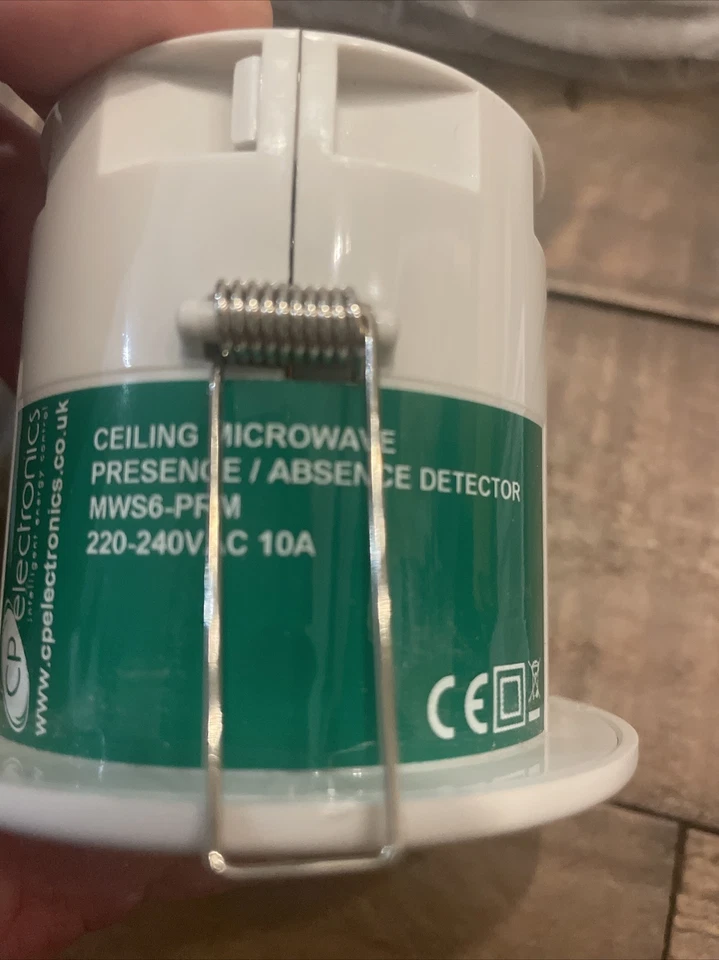 CEILING MICROWAVE
PRESENCE / ABSENCE DETECTOR
MWS6-PRM
220-240VAC 10A
CP electronics
intelligent energy control
www.cpelectronics.co.uk
CE